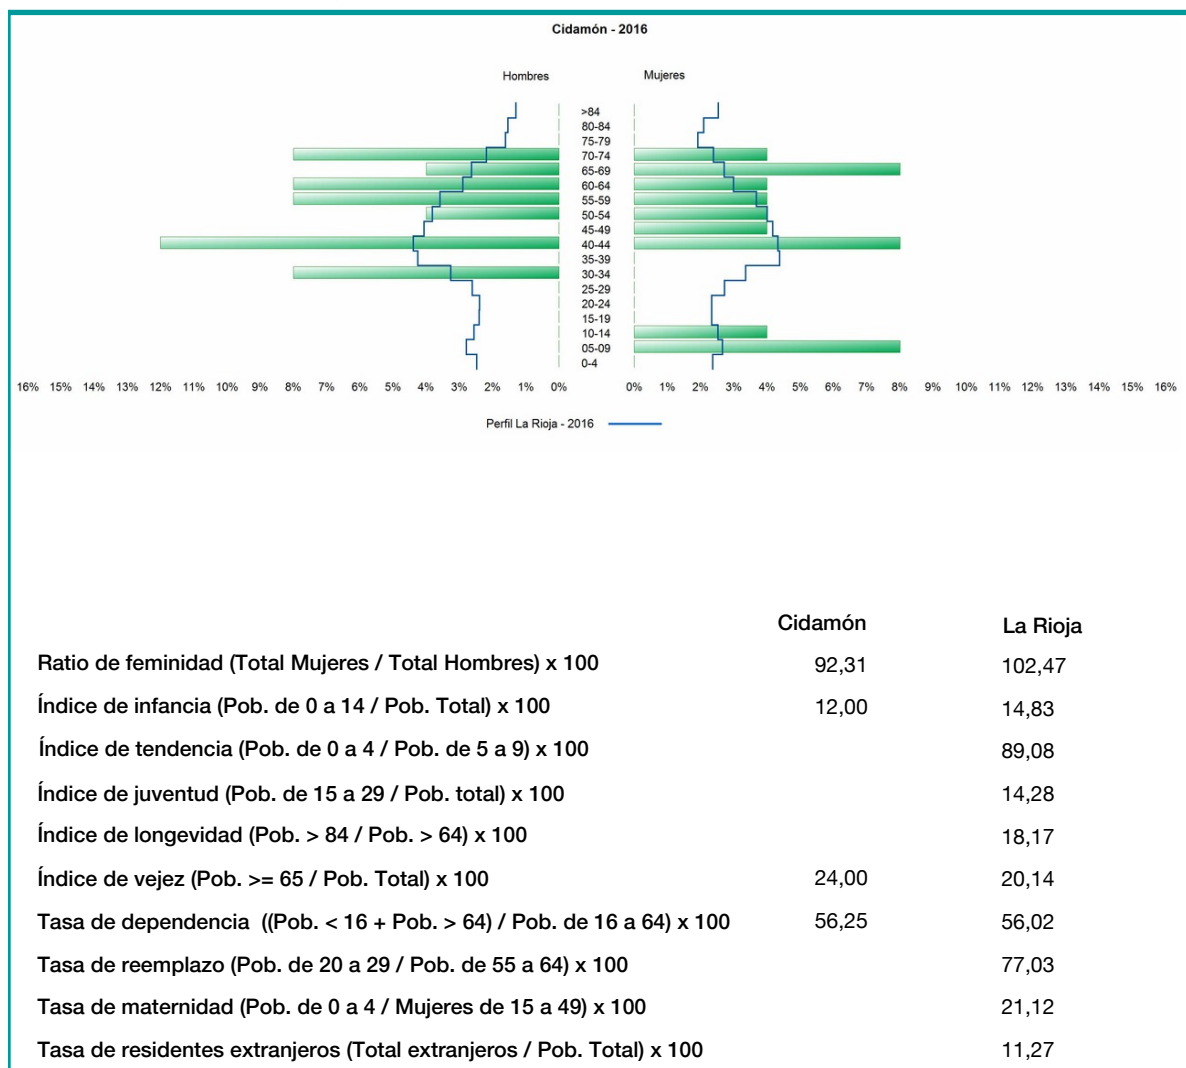 Cidamón - 2016
Hombres Mujeres
>84
80-84
75-79
70-74
65-69
60-64
55-59
50-54
45-49
40-44
35-39
30-34
25-29
20-24
15-19
10-14
05-09
0-4
16% 15% 14% 13% 12% 11% 10% 9% 8% 7% 6% 5% 4% 3% 2% 1% 0% 0% 1% 2% 3% 4% 5% 6% 7% 8% 9% 10% 11% 12% 13% 14% 15% 16%
Perfil La Rioja - 2016
Cidamón La Rioja
Ratio de feminidad (Total Mujeres / Total Hombres) x 100 92,31 102,47
Índice de infancia (Pob. de 0 a 14 / Pob. Total) x 100 12,00 14,83
Índice de tendencia (Pob. de 0 a 4 / Pob. de 5 a 9) x 100 89,08
Índice de juventud (Pob. de 15 a 29 / Pob. total) x 100 14,28
Índice de longevidad (Pob. > 84 / Pob. > 64) x 100 18,17
Índice de vejez (Pob. >= 65 / Pob. Total) x 100 24,00 20,14
Tasa de dependencia ((Pob. < 16 + Pob. > 64) / Pob. de 16 a 64) x 100 56,25 56,02
Tasa de reemplazo (Pob. de 20 a 29 / Pob. de 55 a 64) x 100 77,03
Tasa de maternidad (Pob. de 0 a 4 / Mujeres de 15 a 49) x 100 21,12
Tasa de residentes extranjeros (Total extranjeros / Pob. Total) x 100 11,27